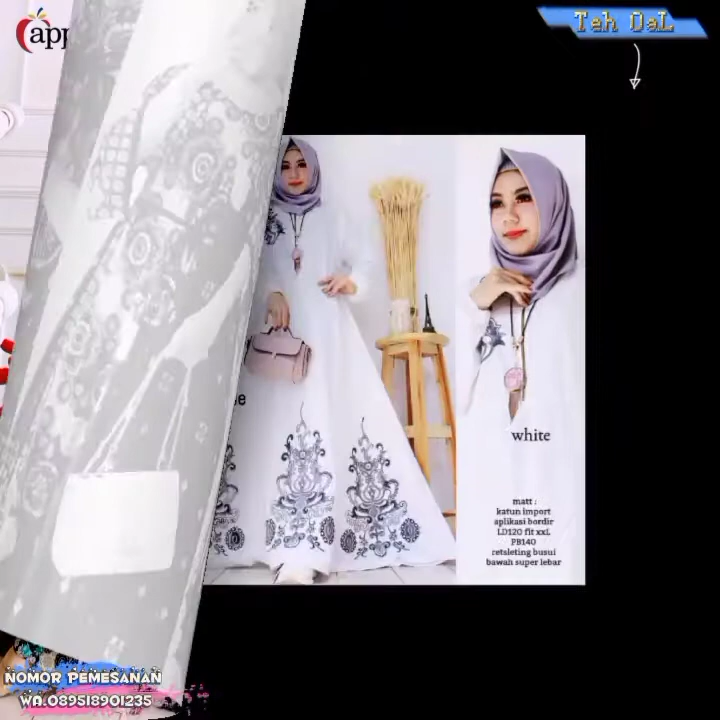 app
Teh OeL
white
matt :
katun import
aplikasi bordir
LD120 fit xxL
PB140
retsleting busui
bawah super lebar
NOMOR PEMESANAN
WA.089518901235